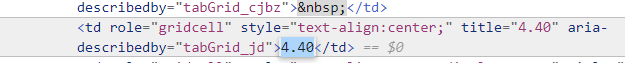 describedby="tabGrid_cjbz">&nbsp;</td>
<td role="gridcell" style="text-align:center;" title="4.40" aria-
describedby="tabGrid_jd">4.40</td> == $0